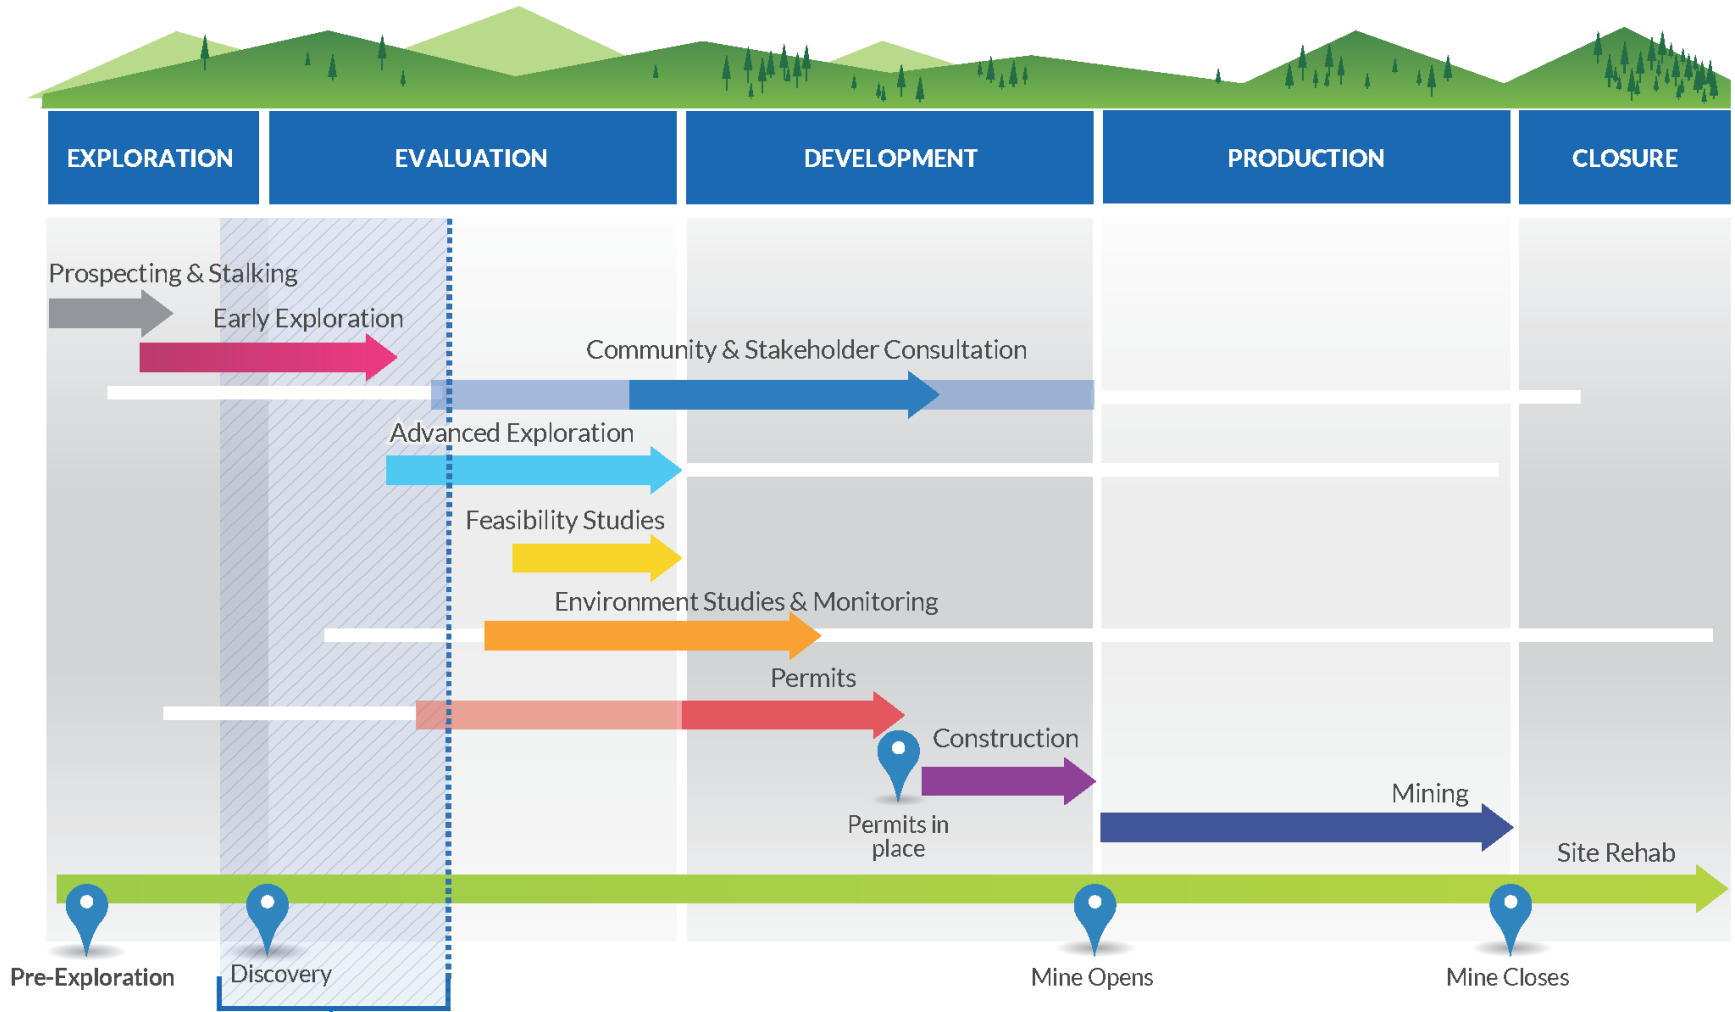 EXPLORATION
EVALUATION
DEVELOPMENT
PRODUCTION
CLOSURE
Prospecting & Stalking
Early Exploration
Community & Stakeholder Consultation
Advanced Exploration
Feasibility Studies
Environment Studies & Monitoring
Permits
Construction
Mining
Permits in
place
Site Rehab
Pre-Exploration
Discovery
Mine Opens
Mine Closes